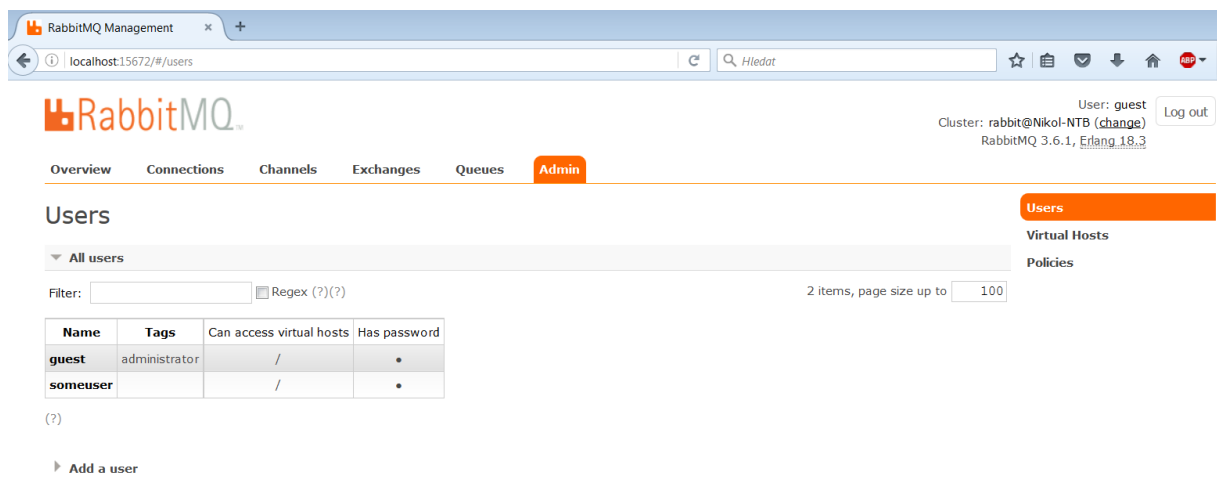 RabbitMQ Management × +
localhost:15672/#/users Hledat ABP
RabbitMQ™
User: guest
Log out
Cluster: rabbit@Nikol-NTB (change)
RabbitMQ 3.6.1, Erlang 18.3
Overview Connections Channels Exchanges Queues Admin
Users
Users
Virtual Hosts
All users
Policies
Filter: Regex (?)(?) 2 items, page size up to 100
Name Tags Can access virtual hosts Has password
guest administrator / •
someuser / •
(?)
Add a user